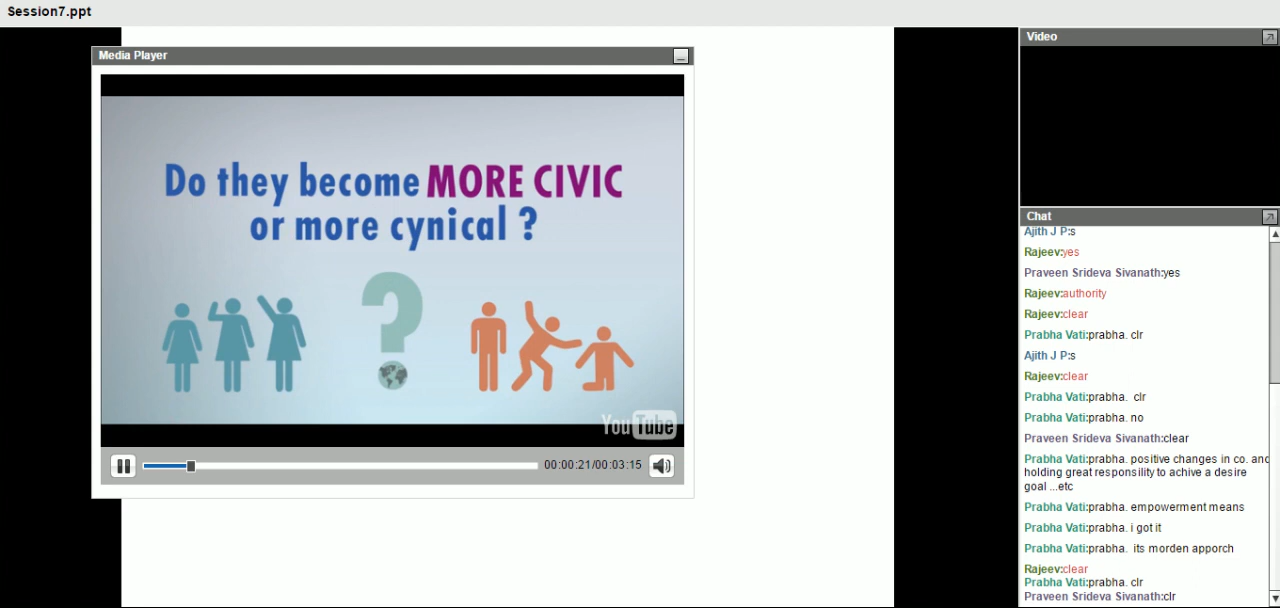 Session7.ppt
Media Player
Do they become MORE CIVIC
or more cynical ?
YouTube
00:00:21/00:03:15
Video
Chat
Ajith J P:s
Rajeev:yes
Praveen Srideva Sivanath:yes
Rajeev:authority
Rajeev:clear
Prabha Vati:prabha. clr
Ajith J P:s
Rajeev:clear
Prabha Vati:prabha.  clr
Prabha Vati:prabha. no
Praveen Srideva Sivanath:clear
Prabha Vati:prabha. positive changes in co. and
holding great responsility to achive a desire
goal ...etc
Prabha Vati:prabha. empowerment means
Prabha Vati:prabha. i got it
Prabha Vati:prabha.  its morden apporch
Rajeev:clear
Prabha Vati:prabha. clr
Praveen Srideva Sivanath:clr